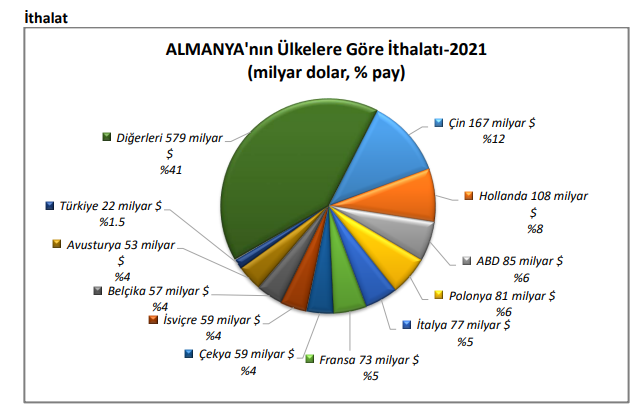 İthalat
ALMANYA'nın Ülkelere Göre İthalatı-2021
(milyar dolar, % pay)
Çin 167 milyar $
%12
Hollanda 108 milyar
$
%8
ABD 85 milyar $
%6
Polonya 81 milyar $
%6
İtalya 77 milyar $
%5
Fransa 73 milyar $
%5
Çekya 59 milyar $
%4
İsviçre 59 milyar $
%4
Belçika 57 milyar $
%4
Avusturya 53 milyar
$
%4
Türkiye 22 milyar $
%1.5
Diğerleri 579 milyar
$
%41